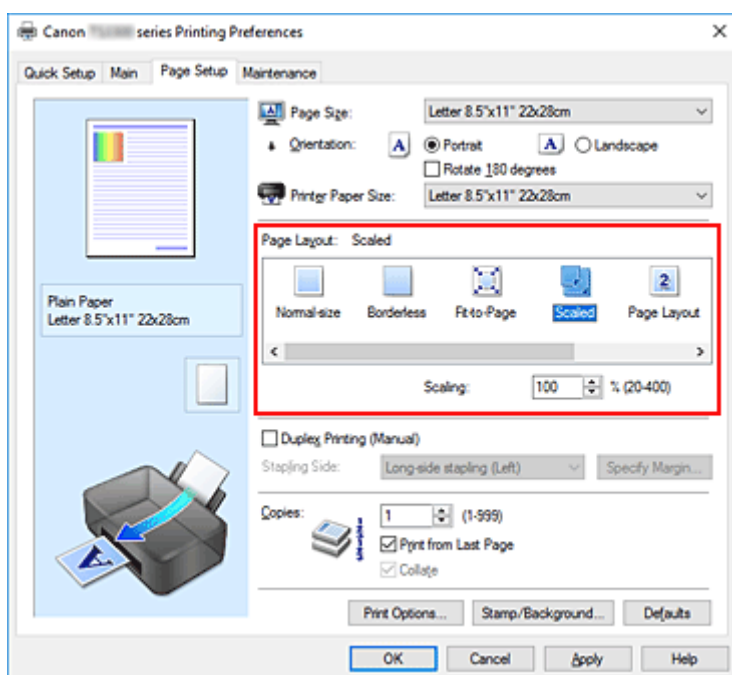 Canon series Printing Preferences
Quick Setup Main Page Setup Maintenance
Page Size: Letter 8.5"x11" 22x28cm
Orientation: A Portrait A Landscape
Rotate 180 degrees
Printer Paper Size: Letter 8.5"x11" 22x28cm
Page Layout: Scaled
Normal-size Borderless Fit-to-Page Scaled Page Layout
Scaling: 100 % (20-400)
Plain Paper
Letter 8.5"x11" 22x28cm
Duplex Printing (Manual)
Stapling Side: Long-side stapling (Left) Specify Margin...
Copies: 1 (1-999)
Print from Last Page
Collate
Print Options... Stamp/Background... Defaults
OK Cancel Apply Help